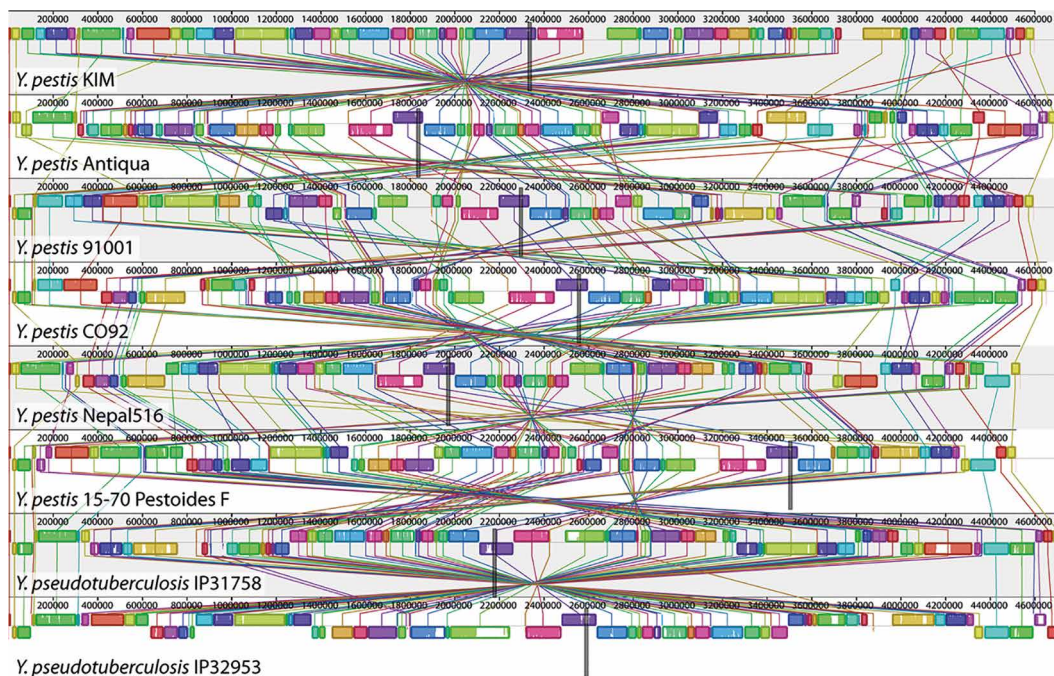 200000 400000 600000 800000 1000000 1200000 1400000 1600000 1800000 2000000 2200000 2400000 2600000 2800000 3000000 3200000 3400000 3600000 3800000 4000000 4200000 4400000 4600000
Y. pestis KIM
200000 400000 600000 800000 1000000 1200000 1400000 1600000 1800000 2000000 2200000 2400000 2600000 2800000 3000000 3200000 3400000 3600000 3800000 4000000 4200000 4400000 4600000
Y. pestis Antiqua
200000 400000 600000 800000 1000000 1200000 1400000 1600000 1800000 2000000 2200000 2400000 2600000 2800000 3000000 3200000 3400000 3600000 3800000 4000000 4200000 4400000
Y. pestis 91001
200000 400000 600000 800000 1000000 1200000 1400000 1600000 1800000 2000000 2200000 2400000 2600000 2800000 3000000 3200000 3400000 3600000 3800000 4000000 4200000 4400000 4600000
Y. pestis CO92
200000 400000 600000 800000 1000000 1200000 1400000 1600000 1800000 2000000 2200000 2400000 2600000 2800000 3000000 3200000 3400000 3600000 3800000 4000000 4200000 4400000
Y. pestis Nepal516
200000 400000 600000 800000 1000000 1200000 1400000 1600000 1800000 2000000 2200000 2400000 2600000 2800000 3000000 3200000 3400000 3600000 3800000 4000000 4200000 4400000
Y. pestis 15-70 Pestoides F
200000 400000 600000 800000 1000000 1200000 1400000 1600000 1800000 2000000 2200000 2400000 2600000 2800000 3000000 3200000 3400000 3600000 3800000 4000000 4200000 4400000 4600000
Y. pseudotuberculosis IP31758
200000 400000 600000 800000 1000000 1200000 1400000 1600000 1800000 2000000 2200000 2400000 2600000 2800000 3000000 3200000 3400000 3600000 3800000 4000000 4200000 4400000 4600000
Y. pseudotuberculosis IP32953